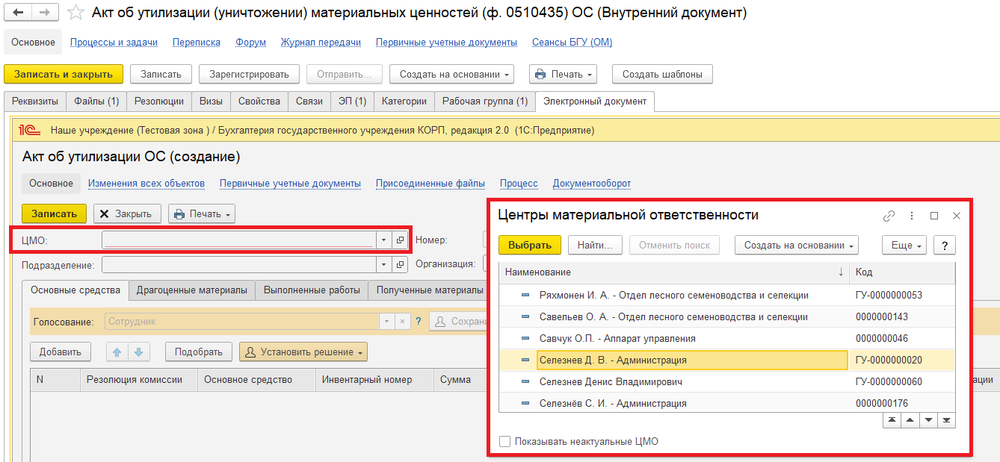 Акт об утилизации (уничтожении) материальных ценностей (ф. 0510435) ОС (Внутренний документ)
Основное Процессы и задачи Переписка Форум Журнал передачи Первичные учетные документы Сеансы БГУ (ОМ)
Записать и закрыть Записать Зарегистрировать Отправить... Создать на основании Печать Создать шаблоны
Реквизиты Файлы (1) Резолюции Визы Свойства Связи ЭП (1) Категории Рабочая группа (1) Электронный документ
1С Наше учреждение (Тестовая зона ) / Бухгалтерия государственного учреждения КОРП, редакция 2.0 (1С:Предприятие)
Акт об утилизации ОС (создание)
Основное Изменения всех объектов Первичные учетные документы Присоединенные файлы Процесс Документооборот
Записать Закрыть Печать
ЦМО: Номер:
Подразделение: Организация:
Основные средства Драгоценные материалы Выполненные работы Полученные материалы
Голосование: Сотрудник ? Сохрани
Добавить Подобрать Установить решение
N Резолюция комиссии Основное средство Инвентарный номер Сумма ации
Центры материальной ответственности
Выбрать Найти... Отменить поиск Создать на основании Еще ?
Наименование Код
Ряхмонен И. А. - Отдел лесного семеноводства и селекции ГУ-0000000053
Савельев О. А. - Отдел лесного семеноводства и селекции 0000000143
Савчук О.П. - Аппарат управления 0000000046
Селезнев Д. В. - Администрация ГУ-0000000020
Селезнев Денис Владимирович ГУ-0000000060
Селезнёв С. И. - Администрация 0000000176
Показывать неактуальные ЦМО